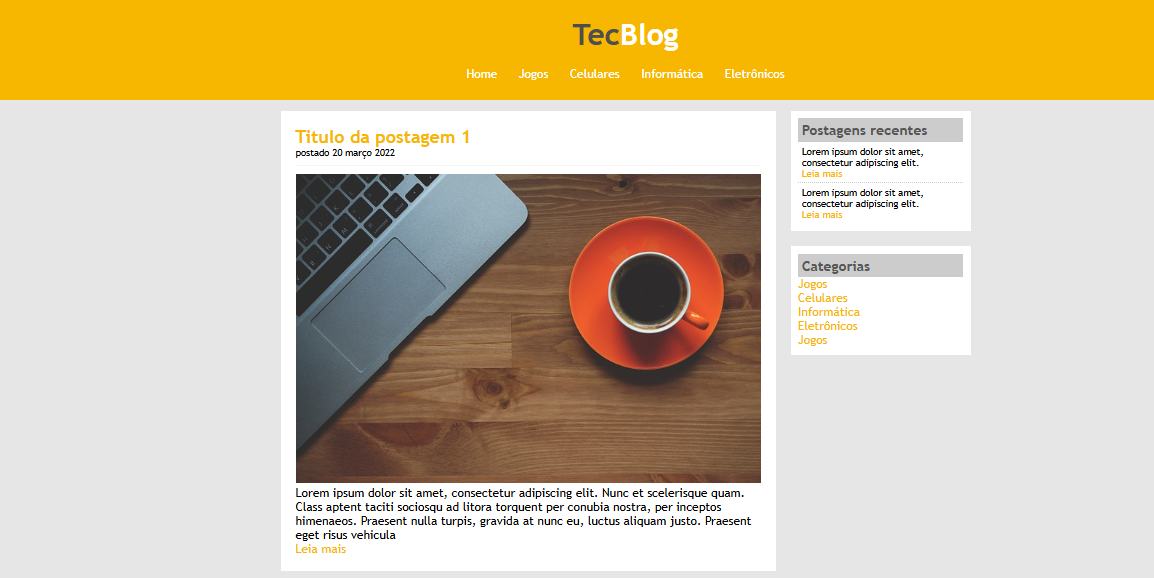 TecBlog
Home Jogos Celulares Informática Eletrônicos
Titulo da postagem 1
postado 20 março 2022
Lorem ipsum dolor sit amet, consectetur adipiscing elit. Nunc et scelerisque quam.
Class aptent taciti sociosqu ad litora torquent per conubia nostra, per inceptos
himenaeos. Praesent nulla turpis, gravida at nunc eu, luctus aliquam justo. Praesent
eget risus vehicula
Leia mais
Postagens recentes
Lorem ipsum dolor sit amet,
consectetur adipiscing elit.
Leia mais
Lorem ipsum dolor sit amet,
consectetur adipiscing elit.
Leia mais
Categorias
Jogos
Celulares
Informática
Eletrônicos
Jogos